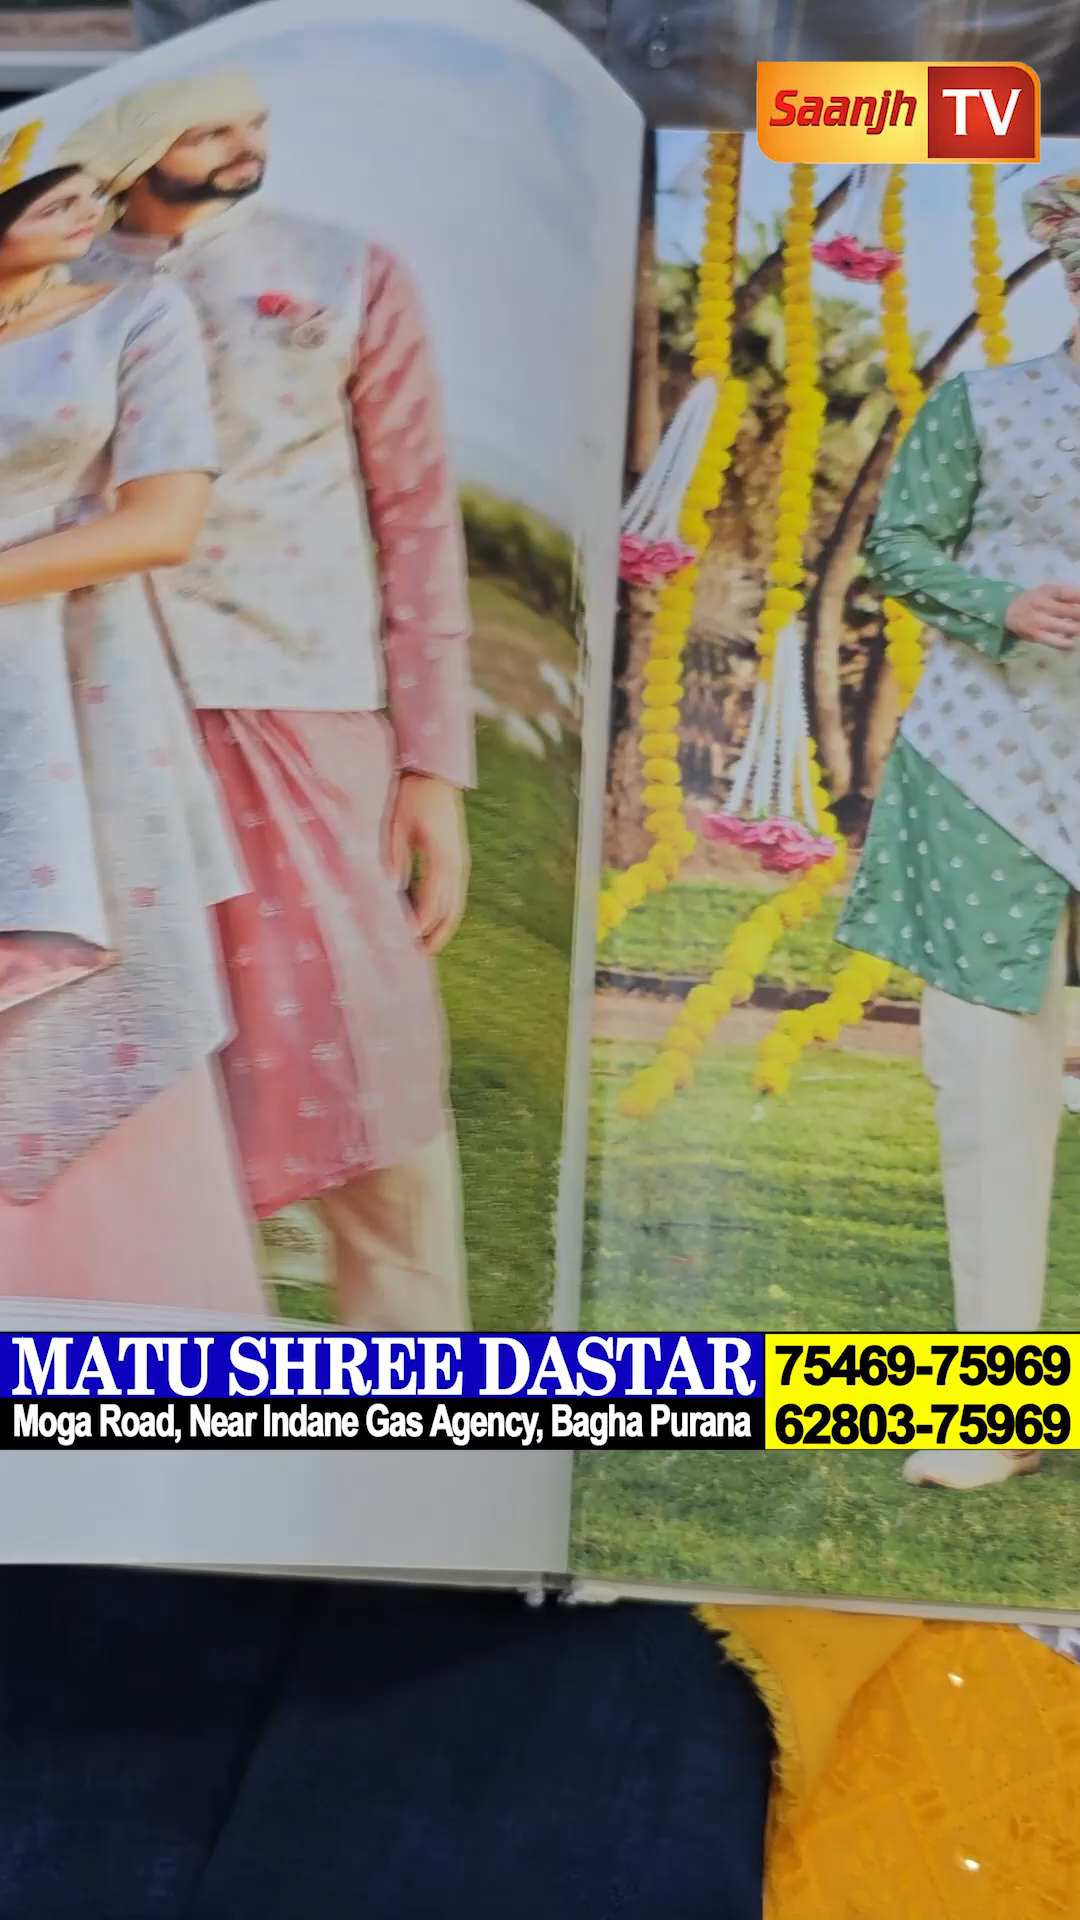 Saanjh TV
MATU SHREE DASTAR
Moga Road, Near Indane Gas Agency, Bagha Purana
75469-75969
62803-75969